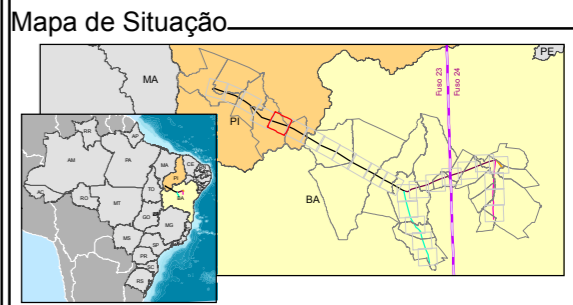 Mapa de Situação
PE
MA
Fuso 23
Fuso 24
PI
BA
RR
AP
AM
PA
MA
CE
PI
AC
RO
TO
BA
MT
GO
MG
MS
SP
PR
SC
RS